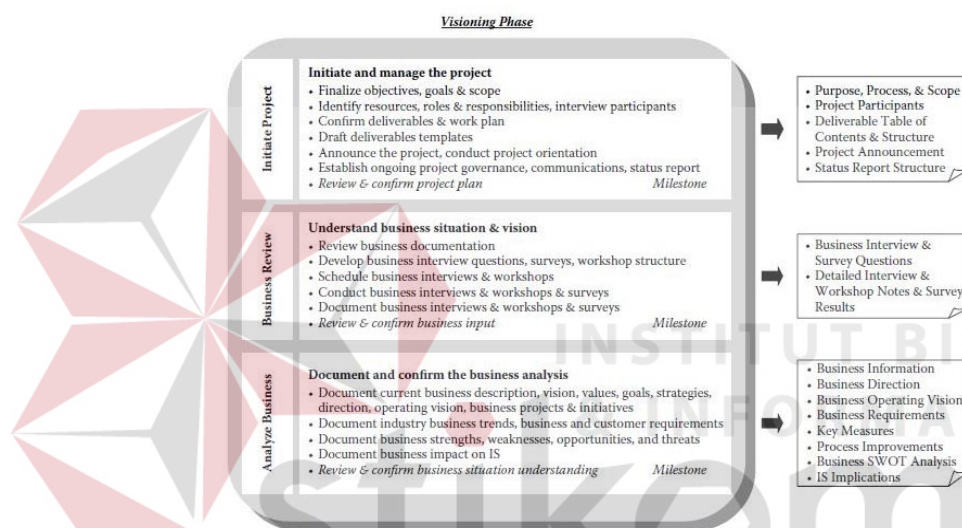 Visioning Phase
Initiate Project
Initiate and manage the project
• Finalize objectives, goals & scope
• Identify resources, roles & responsibilities, interview participants
• Confirm deliverables & work plan
• Draft deliverables templates
• Announce the project, conduct project orientation
• Establish ongoing project governance, communications, status report
• Review & confirm project plan Milestone
• Purpose, Process, & Scope
• Project Participants
• Deliverable Table of
Contents & Structure
• Project Announcement
• Status Report Structure
Business Review
Understand business situation & vision
• Review business documentation
• Develop business interview questions, surveys, workshop structure
• Schedule business interviews & workshops
• Conduct business interviews & workshops & surveys
• Document business interviews & workshops & surveys
• Review & confirm business input Milestone
• Business Interview &
Survey Questions
• Detailed Interview &
Workshop Notes & Survey
Results
Analyze Business
Document and confirm the business analysis
• Document current business description, vision, values, goals, strategies,
direction, operating vision, business projects & initiatives
• Document industry business trends, business and customer requirements
• Document business strengths, weaknesses, opportunities, and threats
• Document business impact on IS
• Review & confirm business situation understanding Milestone
• Business Information
• Business Direction
• Business Operating Vision
• Business Requirements
• Key Measures
• Process Improvements
• Business SWOT Analysis
• IS Implications
INSTITUT BI
& INFORMA
stikom